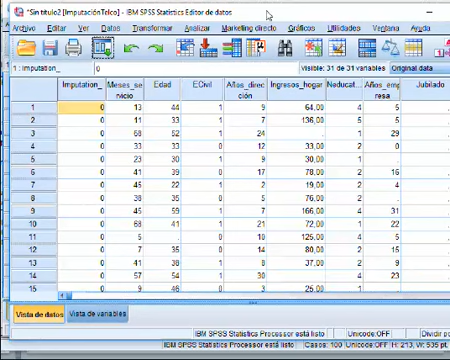 *Sin título2 [ImputaciónTelco] - IBM SPSS Statistics Editor de datos
Archivo Editar Ver Datos Transformar Analizar Marketing directo Gráficos Utilidades Ventana Ayuda
1 : Imputation_ 0 Visible: 31 de 31 variables Original data
Imputation_ Meses_servicio Edad ECivil Años_dirección Ingresos_hogar Neducat Años_empresa Jubilado
1 0 13 44 1 9 64,00 4 5
2 0 11 33 1 7 136,00 5 5
3 0 68 52 1 24 . 1 29
4 0 33 33 0 12 33,00 2 0
5 0 23 30 1 9 30,00 1 .
6 0 41 39 0 17 78,00 2 16
7 0 45 22 1 2 19,00 2 4
8 0 38 35 0 5 76,00 2 .
9 0 45 59 1 7 166,00 4 31
10 0 68 41 1 21 72,00 1 22
11 0 5 . 0 10 125,00 4 5
12 0 7 35 0 14 80,00 2 15
13 0 41 38 1 8 37,00 2 9
14 0 57 54 1 30 . 4 23
15 0 9 46 0 3 25,00 1
Vista de datos Vista de variables
IBM SPSS Statistics Processor está listo Unicode:OFF Dividir po
IBM SPSS Statistics Processor está listo Casos: 100 Unicode:OFF H: 213, W: 535 pt.